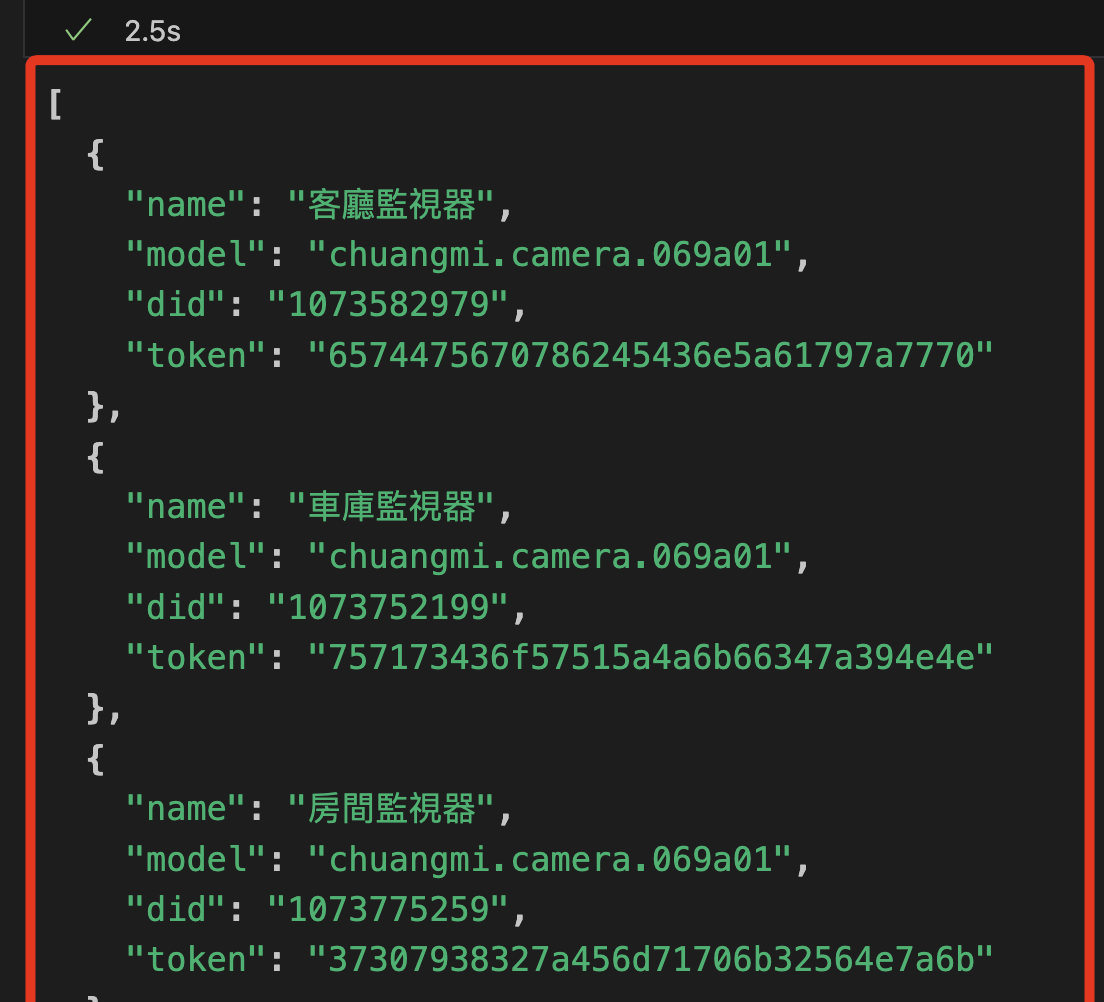 2.5s
[
{
"name": "客廳監視器",
"model": "chuangmi.camera.069a01",
"did": "1073582979",
"token": "6574475670786245436e5a61797a7770"
},
{
"name": "車庫監視器",
"model": "chuangmi.camera.069a01",
"did": "1073752199",
"token": "757173436f57515a4a6b66347a394e4e"
},
{
"name": "房間監視器",
"model": "chuangmi.camera.069a01",
"did": "1073775259",
"token": "37307938327a456d71706b32564e7a6b"